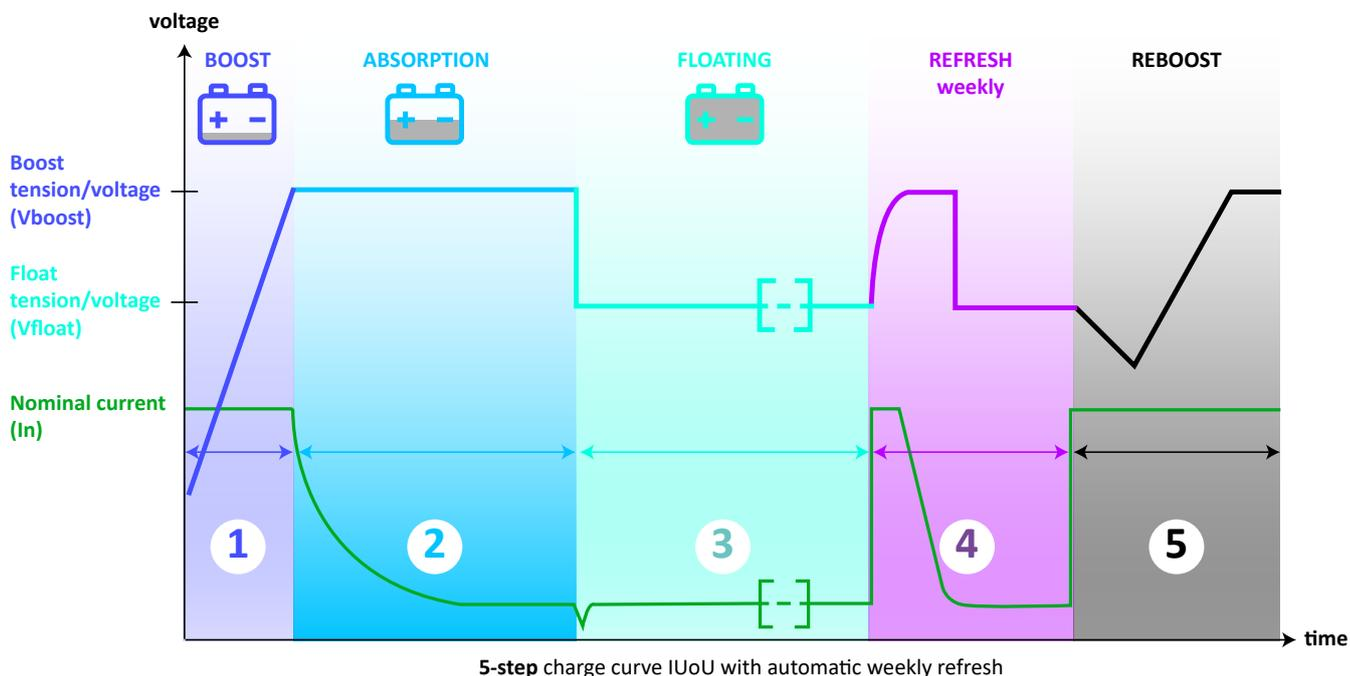 voltage
BOOST
ABSORPTION
FLOATING
REFRESH
weekly
REBOOST
+ −
+ −
+ −
Boost
tension/voltage
(Vboost)
Float
tension/voltage
(Vfloat)
Nominal current
(In)
1
2
3
4
5
time
5-step charge curve IUoU with automatic weekly refresh